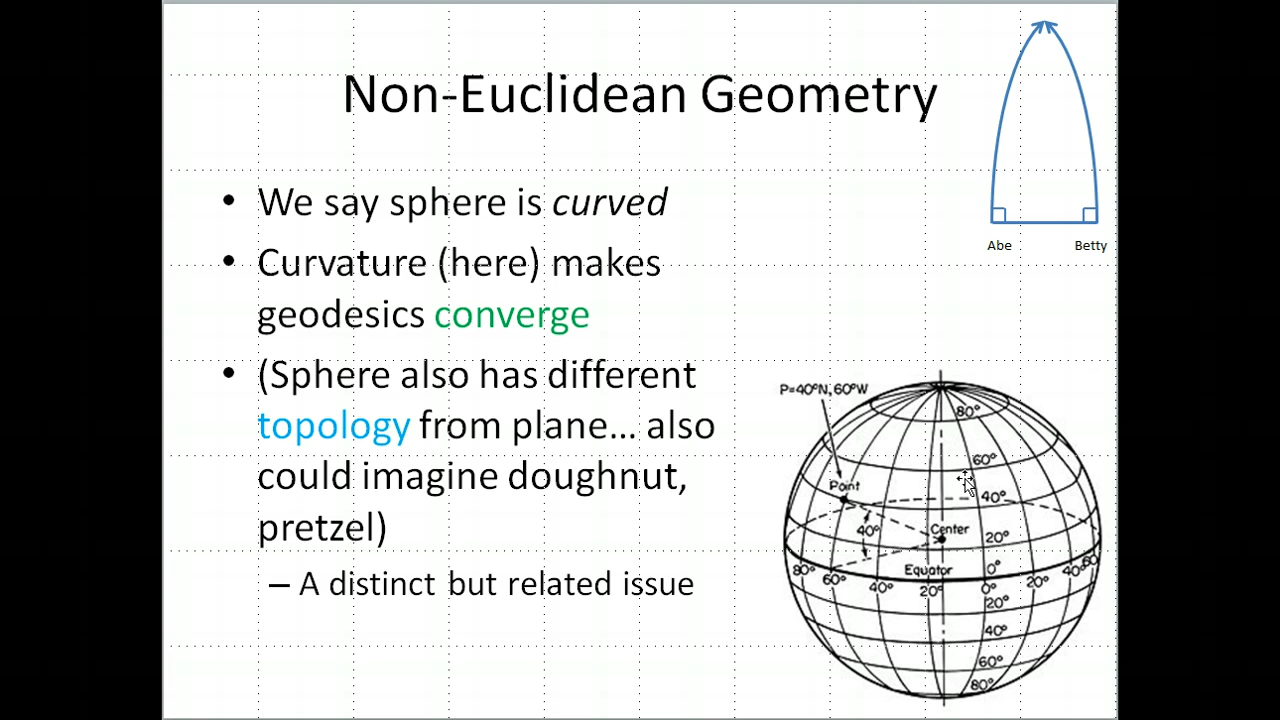 Non-Euclidean Geometry
Abe
Betty
• We say sphere is curved
• Curvature (here) makes
geodesics converge
• (Sphere also has different
topology from plane... also
could imagine doughnut,
pretzel)
– A distinct but related issue
P=40°N, 60°W
80°
60°
Point
40°
40°
Center
20°
Equator
0°
80°
60°
40°
20°
0°
20°
40°
60
20°
40°
60°
80°